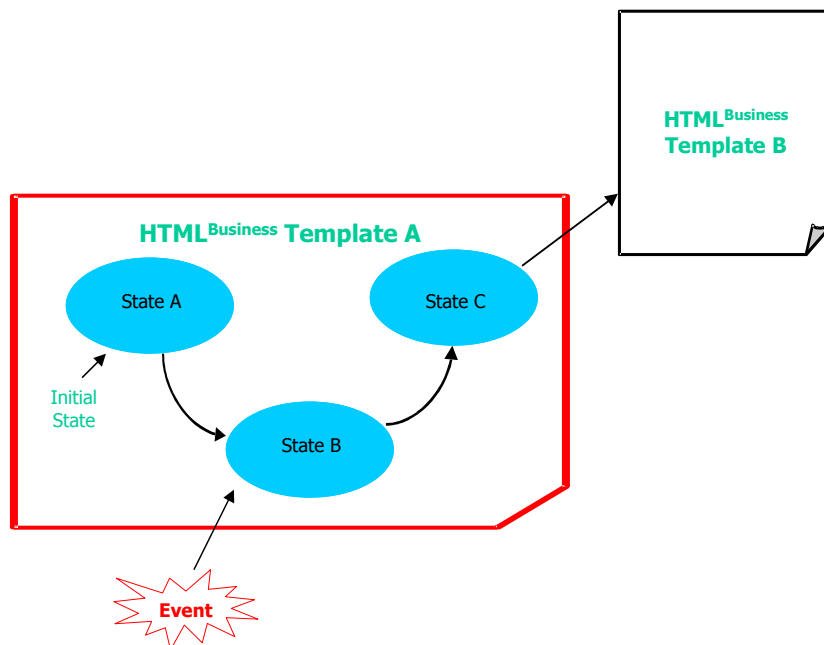 HTMLBusiness
Template B
HTMLBusiness Template A
State A
State C
Initial
State
State B
Event